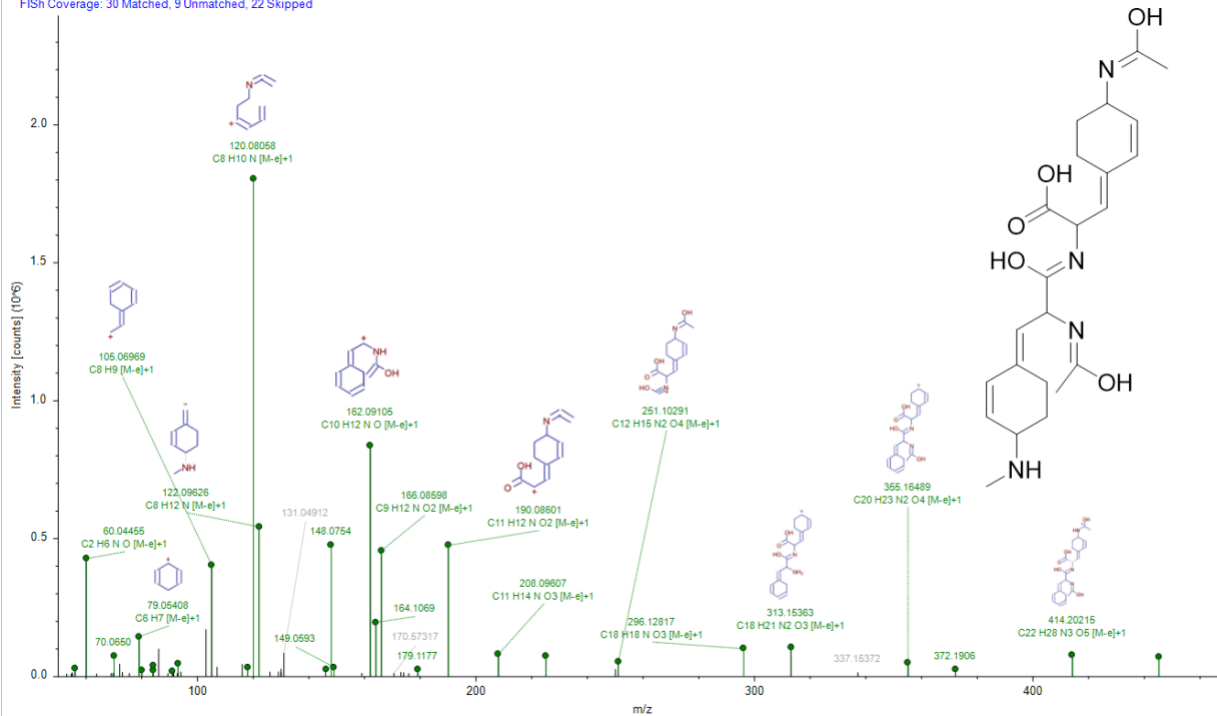 FISh Coverage: 30 Matched, 9 Unmatched, 22 Skipped
Intensity [counts] (10^6)
2.0
1.5
1.0
0.5
0.0
100
200
300
400
m/z
120.08058
C8 H10 N [M-e]+1
105.06969
C8 H9 [M-e]+1
122.09626
C8 H12 N [M-e]+1
60.04455
C2 H6 N O [M-e]+1
79.05408
C6 H7 [M-e]+1
70.0650
131.04912
148.0754
149.0593
162.09105
C10 H12 N O [M-e]+1
166.08598
C9 H12 N O2 [M-e]+1
164.1069
170.57317
179.1177
190.08601
C11 H12 N O2 [M-e]+1
208.09607
C11 H14 N O3 [M-e]+1
251.10291
C12 H15 N2 O4 [M-e]+1
296.12817
C18 H18 N O3 [M-e]+1
313.15363
C18 H21 N2 O3 [M-e]+1
337.15372
355.16489
C20 H23 N2 O4 [M-e]+1
372.1906
414.20215
C22 H28 N3 O5 [M-e]+1
N
NH
NH
OH
OH
O
N
OH
N
N
OH
O
HO
OH
N
OH
O
HO
N
N
OH
NH